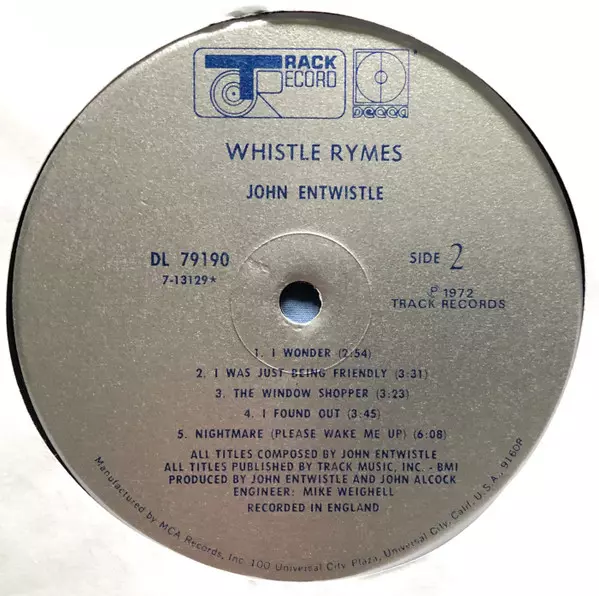 TRACK
RECORD
DECCA
WHISTLE RYMES
JOHN ENTWISTLE
DL 79190
7-13129*
SIDE 2
℗ 1972
TRACK RECORDS
1. I WONDER (2:54)
2. I WAS JUST BEING FRIENDLY (3:31)
3. THE WINDOW SHOPPER (3:23)
4. I FOUND OUT (3:45)
5. NIGHTMARE (PLEASE WAKE ME UP) (6:08)
ALL TITLES COMPOSED BY JOHN ENTWISTLE
ALL TITLES PUBLISHED BY TRACK MUSIC, INC. - BMI
PRODUCED BY JOHN ENTWISTLE AND JOHN ALCOCK
ENGINEER: MIKE WEIGHELL
RECORDED IN ENGLAND
Manufactured by MCA Records, Inc. 100 Universal City Plaza, Universal City, Calif. U.S.A. 9160R